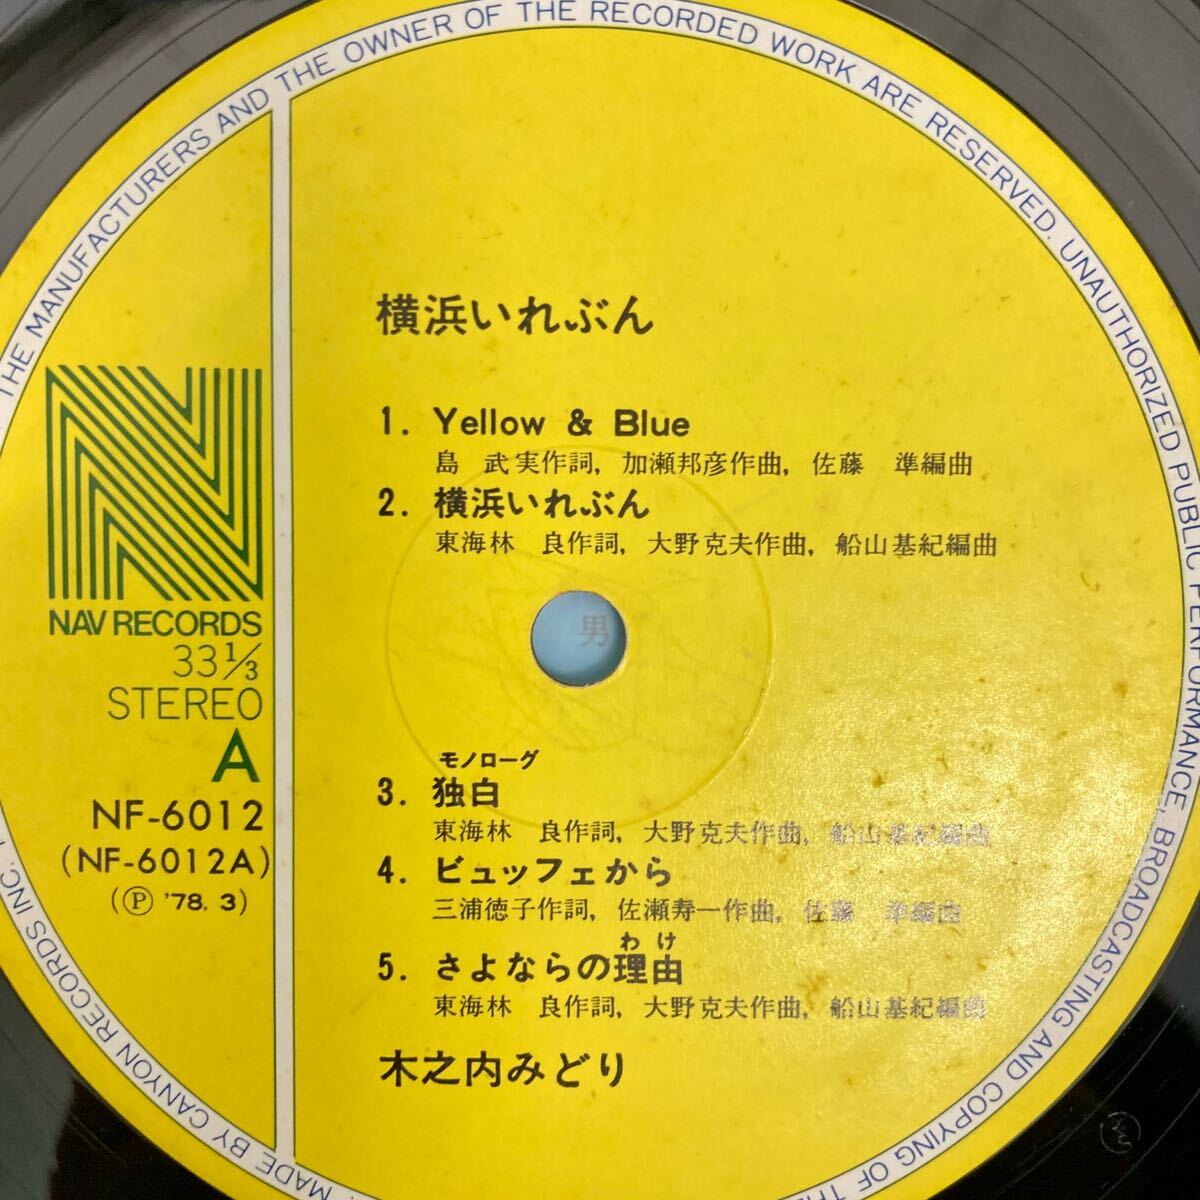 THE MANUFACTURERS AND THE OWNER OF THE RECORDED WORK ARE RESERVED. UNAUTHORIZED PUBLIC PERFORMANCE, BROADCASTING AND COPYING OF
横浜いれぶん
1. Yellow & Blue
島 武実作詞, 加瀬邦彦作曲, 佐藤 準編曲
2. 横浜いれぶん
東海林 良作詞, 大野克夫作曲, 船山基紀編曲
男
NAV RECORDS
33 1/3
STEREO
A
NF-6012
(NF-6012A)
(Ⓟ '78. 3)
モノローグ
3. 独白
東海林 良作詞, 大野克夫作曲, 船山基紀編曲
4. ビュッフェから
三浦徳子作詞, 佐瀬寿一作曲, 佐藤 準編曲
わけ
5. さよならの理由
東海林 良作詞, 大野克夫作曲, 船山基紀編曲
木之内みどり
MADE BY CANYON RECORDS INC.